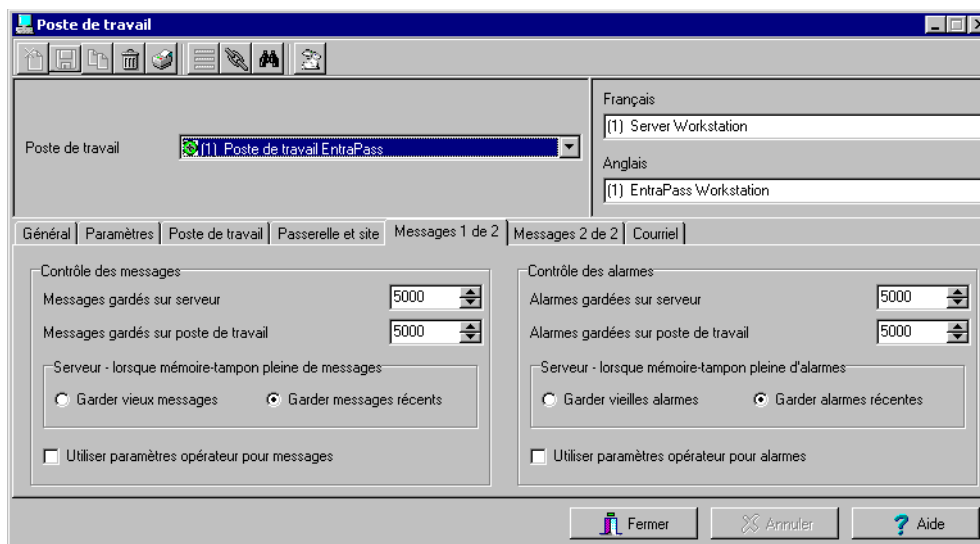 Poste de travail
Français
(1) Server Workstation
Poste de travail
(1) Poste de travail EntraPass
Anglais
(1) EntraPass Workstation
Général
Paramètres
Poste de travail
Passerelle et site
Messages 1 de 2
Messages 2 de 2
Courriel
Contrôle des messages
Messages gardés sur serveur
5000
Messages gardés sur poste de travail
5000
Serveur - lorsque mémoire-tampon pleine de messages
Garder vieux messages
Garder messages récents
Utiliser paramètres opérateur pour messages
Contrôle des alarmes
Alarmes gardées sur serveur
5000
Alarmes gardées sur poste de travail
5000
Serveur - lorsque mémoire-tampon pleine d'alarmes
Garder vieilles alarmes
Garder alarmes récentes
Utiliser paramètres opérateur pour alarmes
Fermer
Annuler
Aide